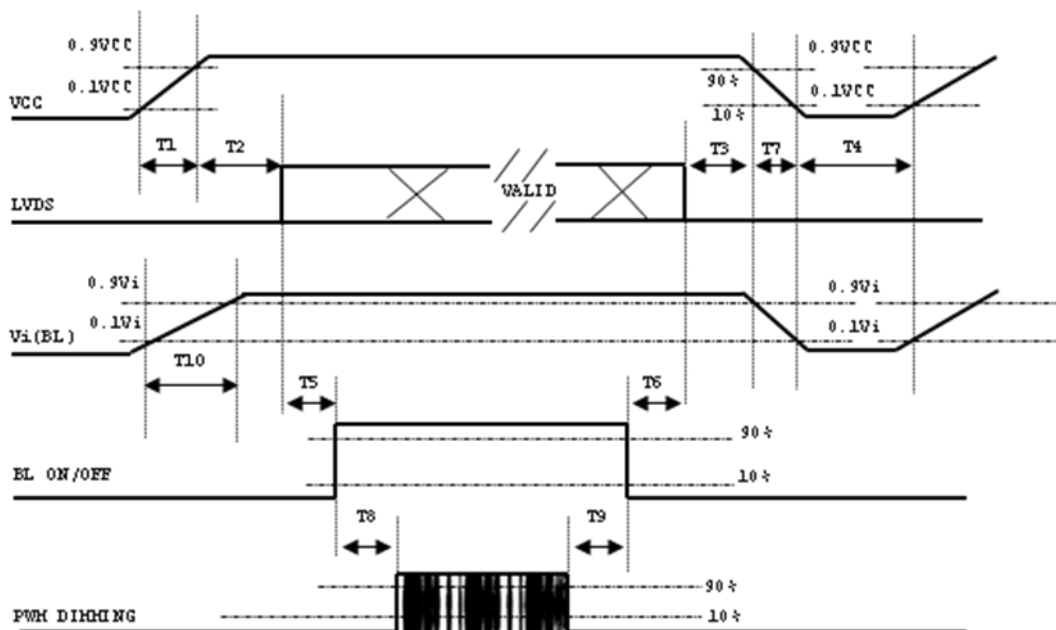 0.9VCC 0.9VCC
90%
0.1VCC 0.1VCC
VCC 10%
T1 T2 T3 T7 T4
VALID
LVDS
0.9Vi 0.9Vi
0.1Vi 0.1Vi
Vi(BL)
T10
T5 T6
90%
BL ON/OFF 10%
T8 T9
90%
PWM DIMMING 10%